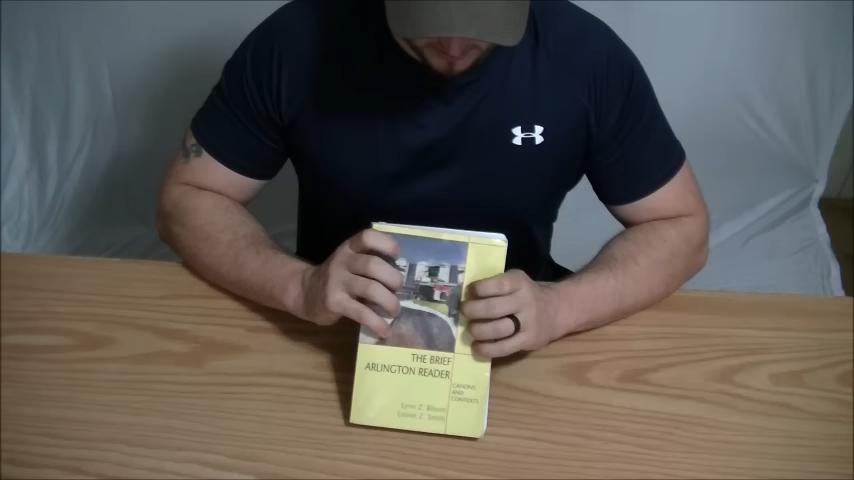 THE BRIEF
ARLINGTON READER
CANONS
AND
CONTEXTS
Lynn Z. Bloom
Louise Z. Smith